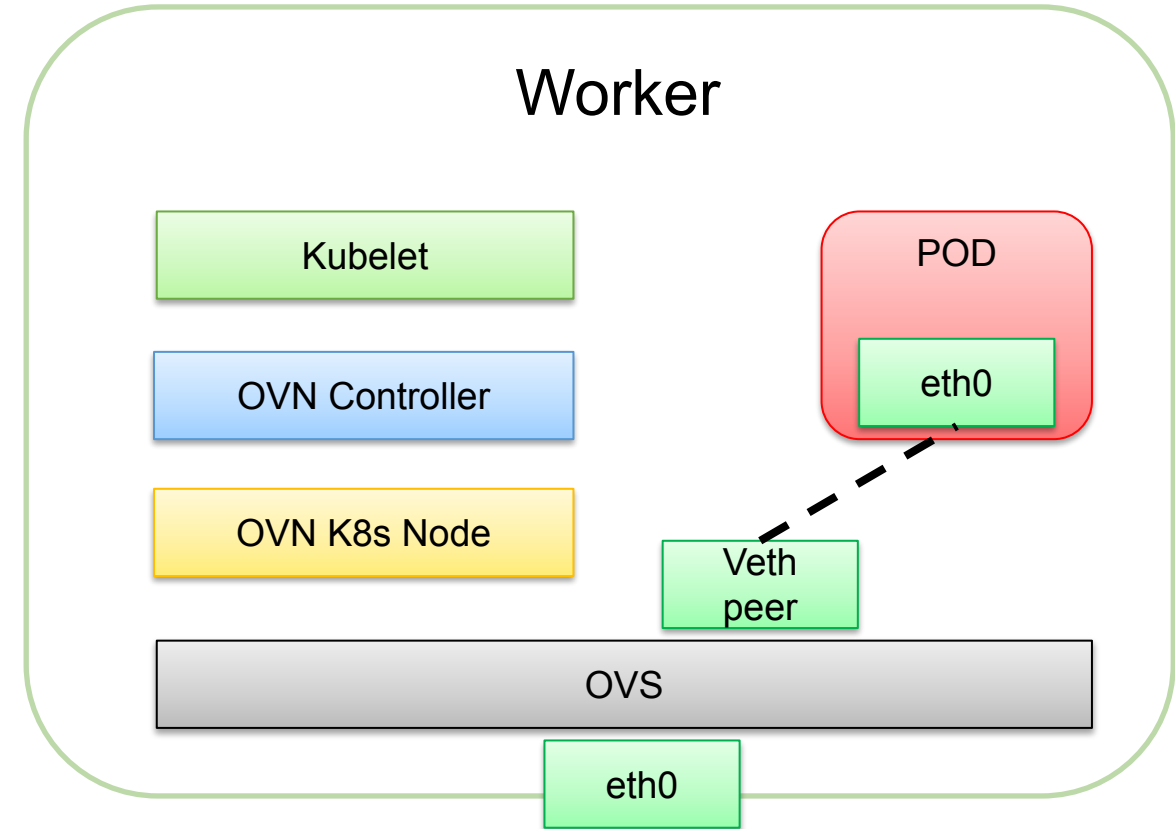 Worker
Kubelet
POD
eth0
OVN Controller
OVN K8s Node
Veth
peer
OVS
eth0